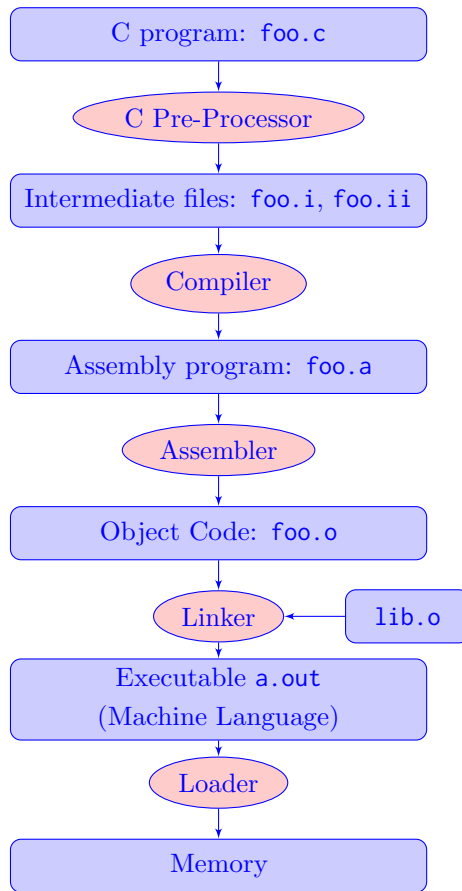 C program: foo.c
C Pre-Processor
Intermediate files: foo.i, foo.ii
Compiler
Assembly program: foo.a
Assembler
Object Code: foo.o
Linker
lib.o
Executable a.out
(Machine Language)
Loader
Memory